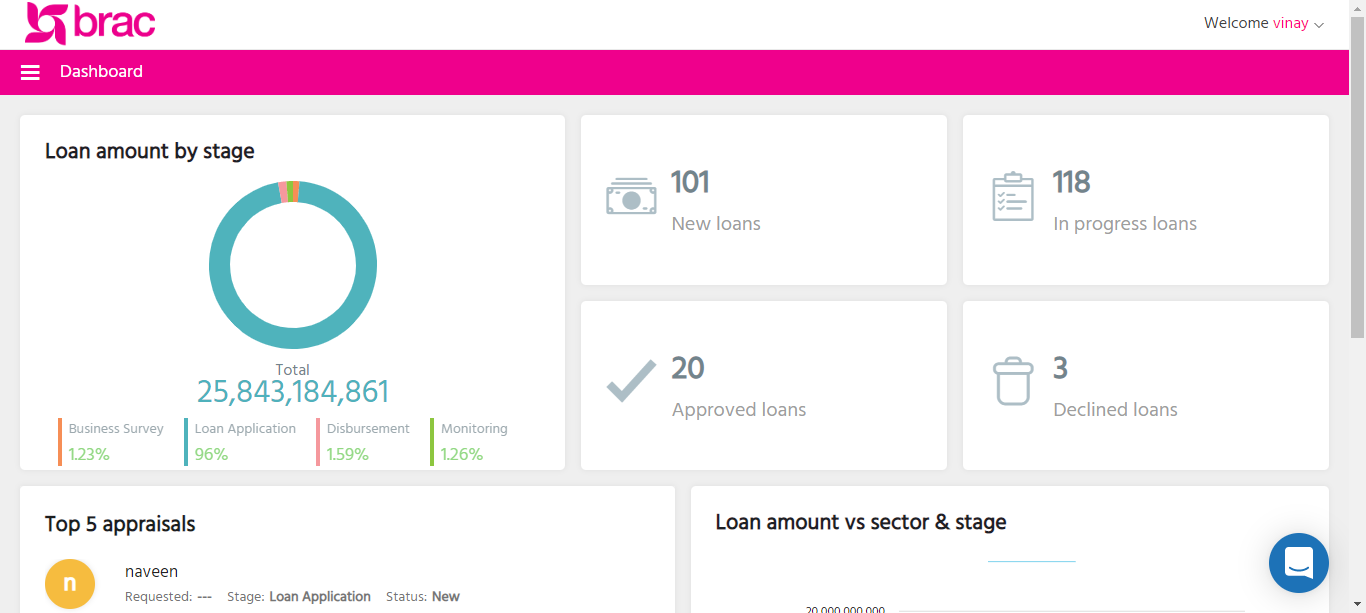 brac
Welcome vinay
Dashboard
Loan amount by stage
Total
25,843,184,861
Business Survey
1.23%
Loan Application
96%
Disbursement
1.59%
Monitoring
1.26%
101
New loans
118
In progress loans
20
Approved loans
3
Declined loans
Top 5 appraisals
n
naveen
Requested: --- Stage: Loan Application Status: New
Loan amount vs sector & stage
20,000,000,000